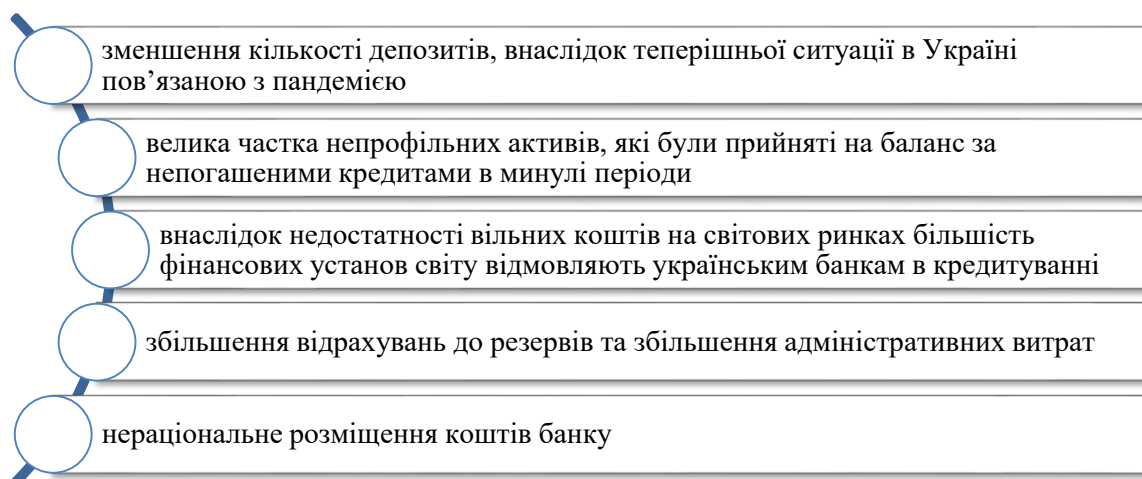 зменшення кількості депозитів, внаслідок теперішньої ситуації в Україні
пов’язаною з пандемією
велика частка непрофільних активів, які були прийняті на баланс за
непогашеними кредитами в минулі періоди
внаслідок недостатності вільних коштів на світових ринках більшість
фінансових установ світу відмовляють українським банкам в кредитуванні
збільшення відрахувань до резервів та збільшення адміністративних витрат
нераціональне розміщення коштів банку